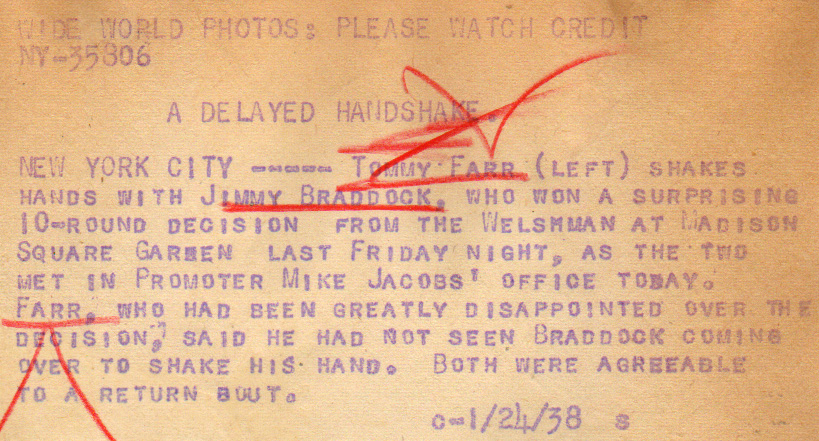 WIDE WORLD PHOTOS: PLEASE WATCH CREDIT
NY-35806
A DELAYED HANDSHAKE.
NEW YORK CITY ----- TOMMY FARR (LEFT) SHAKES
HANDS WITH JIMMY BRADDOCK, WHO WON A SURPRISING
10-ROUND DECISION FROM THE WELSHMAN AT MADISON
SQUARE GARDEN LAST FRIDAY NIGHT, AS THE TWO
MET IN PROMOTER MIKE JACOBS' OFFICE TODAY.
FARR, WHO HAD BEEN GREATLY DISAPPOINTED OVER THE
DECISION, SAID HE HAD NOT SEEN BRADDOCK COMING
OVER TO SHAKE HIS HAND. BOTH WERE AGREEABLE
TO A RETURN BOUT.
c-1/24/38 s